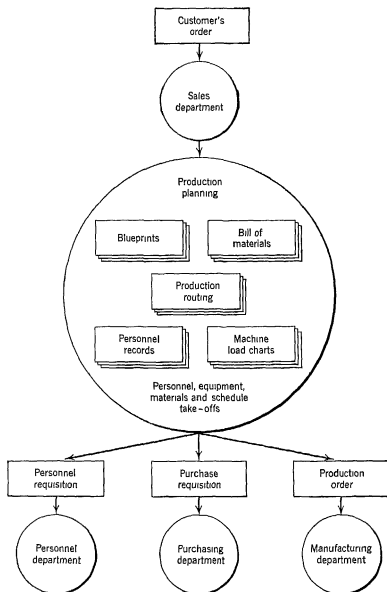 Customer's
order
Sales
department
Production
planning
Blueprints
Bill of
materials
Production
routing
Personnel
records
Machine
load charts
Personnel, equipment,
materials and schedule
take-offs
Personnel
requisition
Purchase
requisition
Production
order
Personnel
department
Purchasing
department
Manufacturing
department